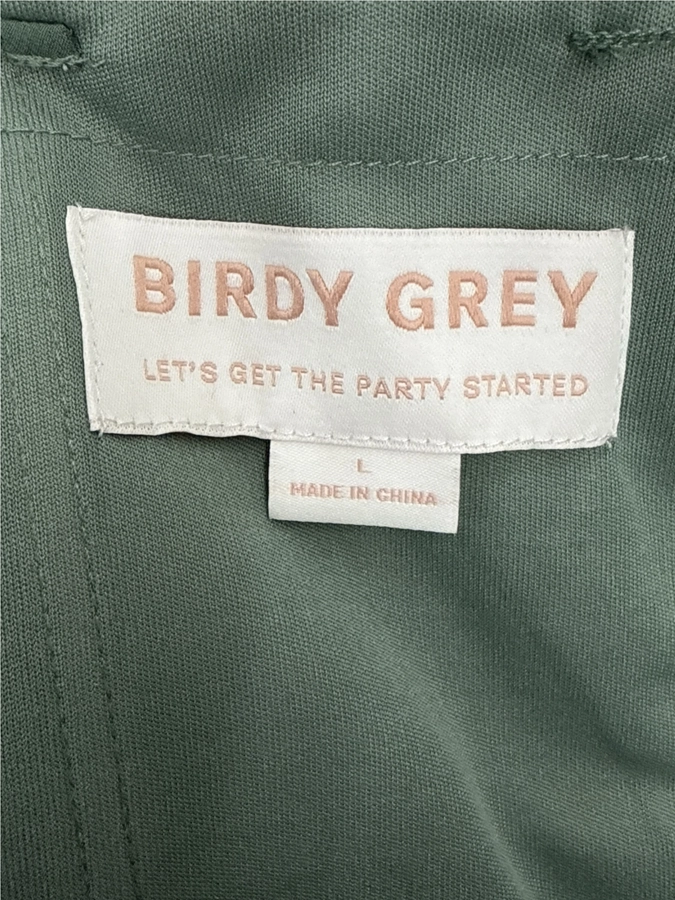 BIRDY GREY
LET'S GET THE PARTY STARTED
L
MADE IN CHINA